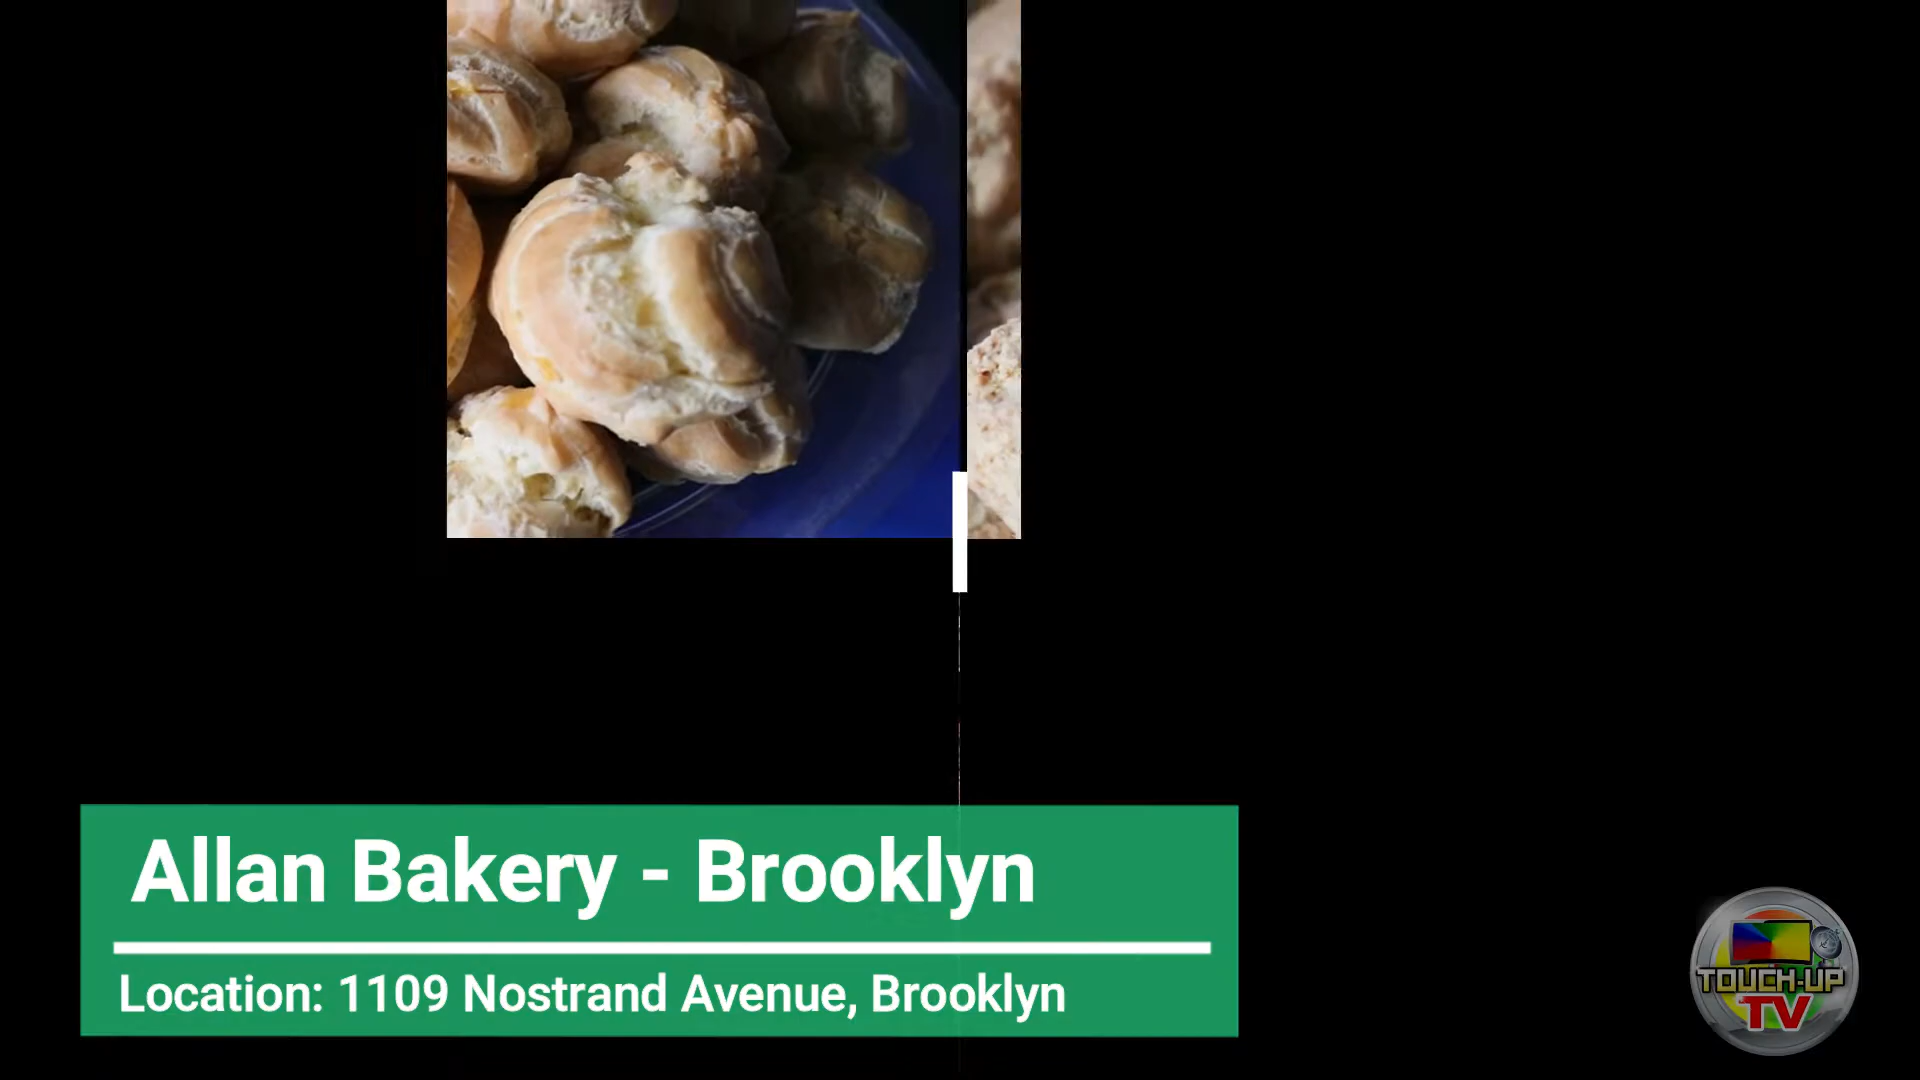 Allan Bakery - Brooklyn
Location: 1109 Nostrand Avenue, Brooklyn
TOUCH-UP
TV